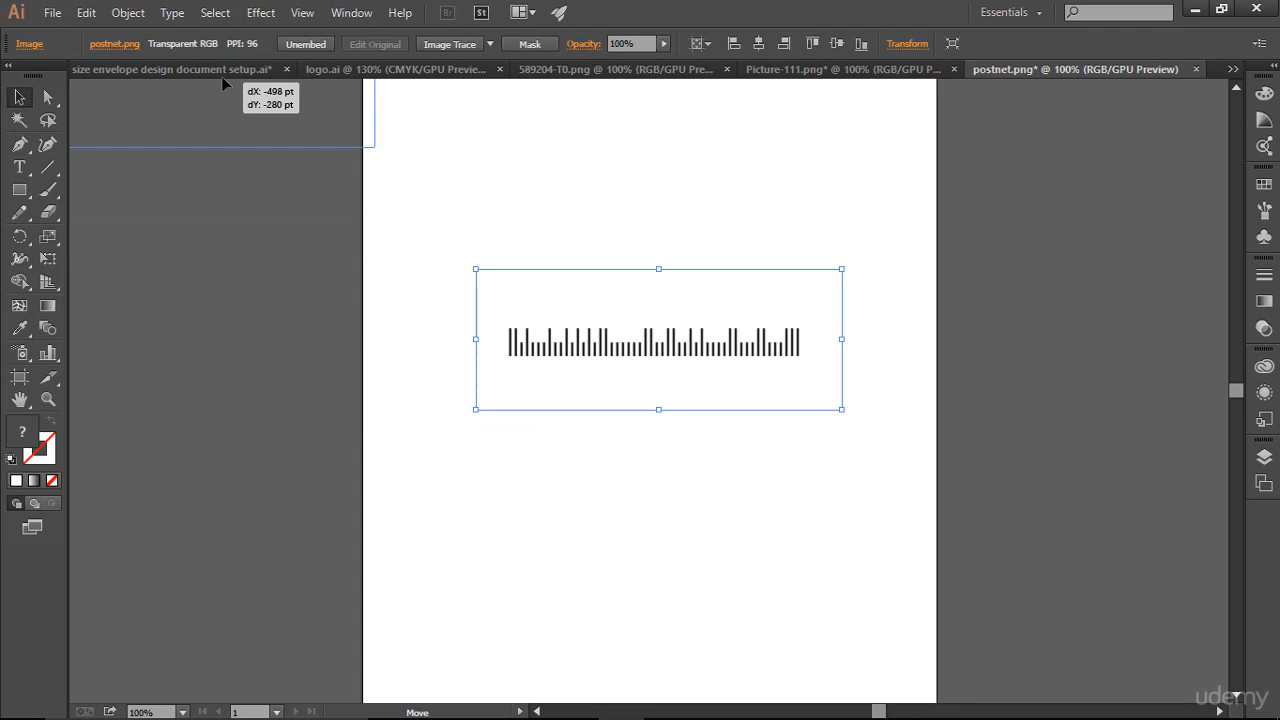 Ai File Edit Object Type Select Effect View Window Help Br St Essentials
Image postnet.png Transparent RGB PPI: 96 Unembed Edit Original Image Trace Mask Opacity: 100% Transform
size envelope design document setup.ai* × logo.ai @ 130% (CMYK/GPU Previe... × 589204-T0.png @ 100% (RGB/GPU Pre... × Picture-111.png* @ 100% (RGB/GPU P... × postnet.png* @ 100% (RGB/GPU Preview) ×
dX: -498 pt
dY: -280 pt
T
?
udemy
100% 1 Move